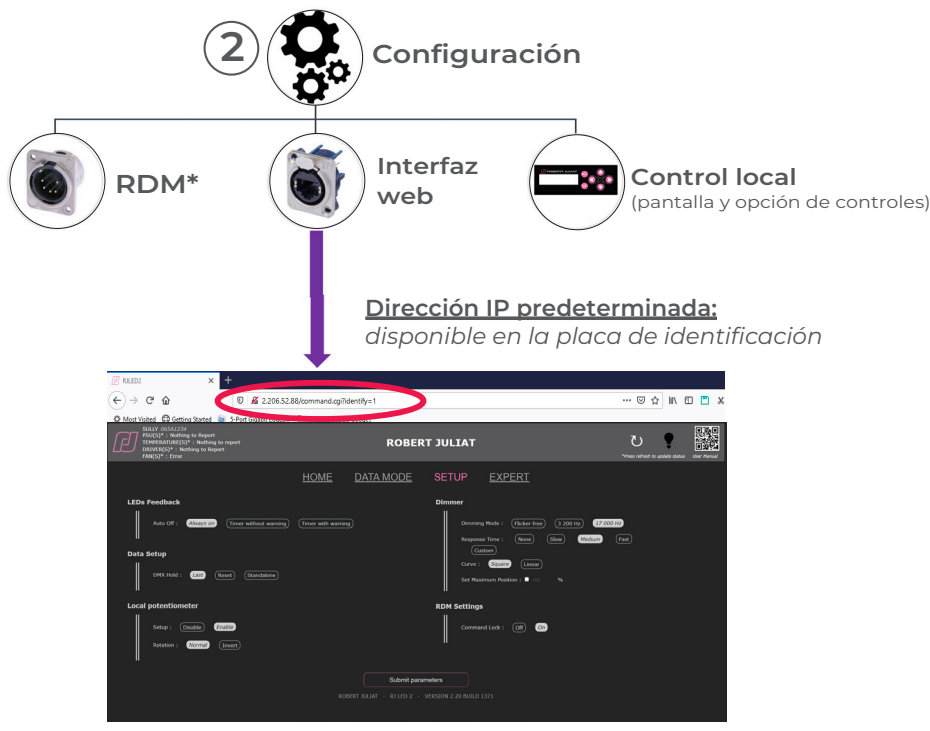 2
Configuración
RDM*
Interfaz
web
Control local
(pantalla y opción de controles)
Dirección IP predeterminada:
disponible en la placa de identificación
RJLED2
2.206.52.88/command.cgi?identify=1
Most Visited Getting Started
SULLY 065A1234
PSU(S)* : Nothing to Report
TEMPERATURE(S)* : Nothing to report
DRIVER(S)* : Nothing to Report
FAN(S)* : Error
ROBERT JULIAT
*Press refresh to update status
User Manual
HOME DATA MODE SETUP EXPERT
LEDs Feedback
Auto Off : Always on Timer without warning Timer with warning
Data Setup
DMX Hold : Last Reset Standalone
Local potentiometer
Setup : Disable Enable
Rotation : Normal Invert
Dimmer
Dimming Mode : Flicker free 3 200 Hz 17 000 Hz
Response Time : None Slow Medium Fast
Custom
Curve : Square Linear
Set Maximum Position : %
RDM Settings
Command Lock : Off On
Submit parameters
ROBERT JULIAT - RJ LED 2 - VERSION 2.20 BUILD 1371